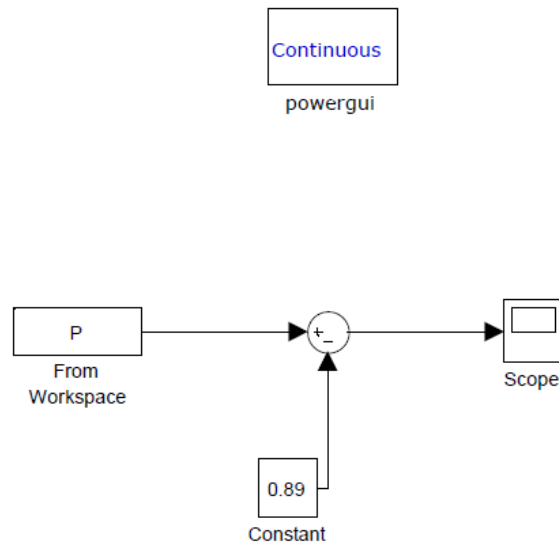 Continuous
powergui
P
From
Workspace
+
−
Scope
0.89
Constant